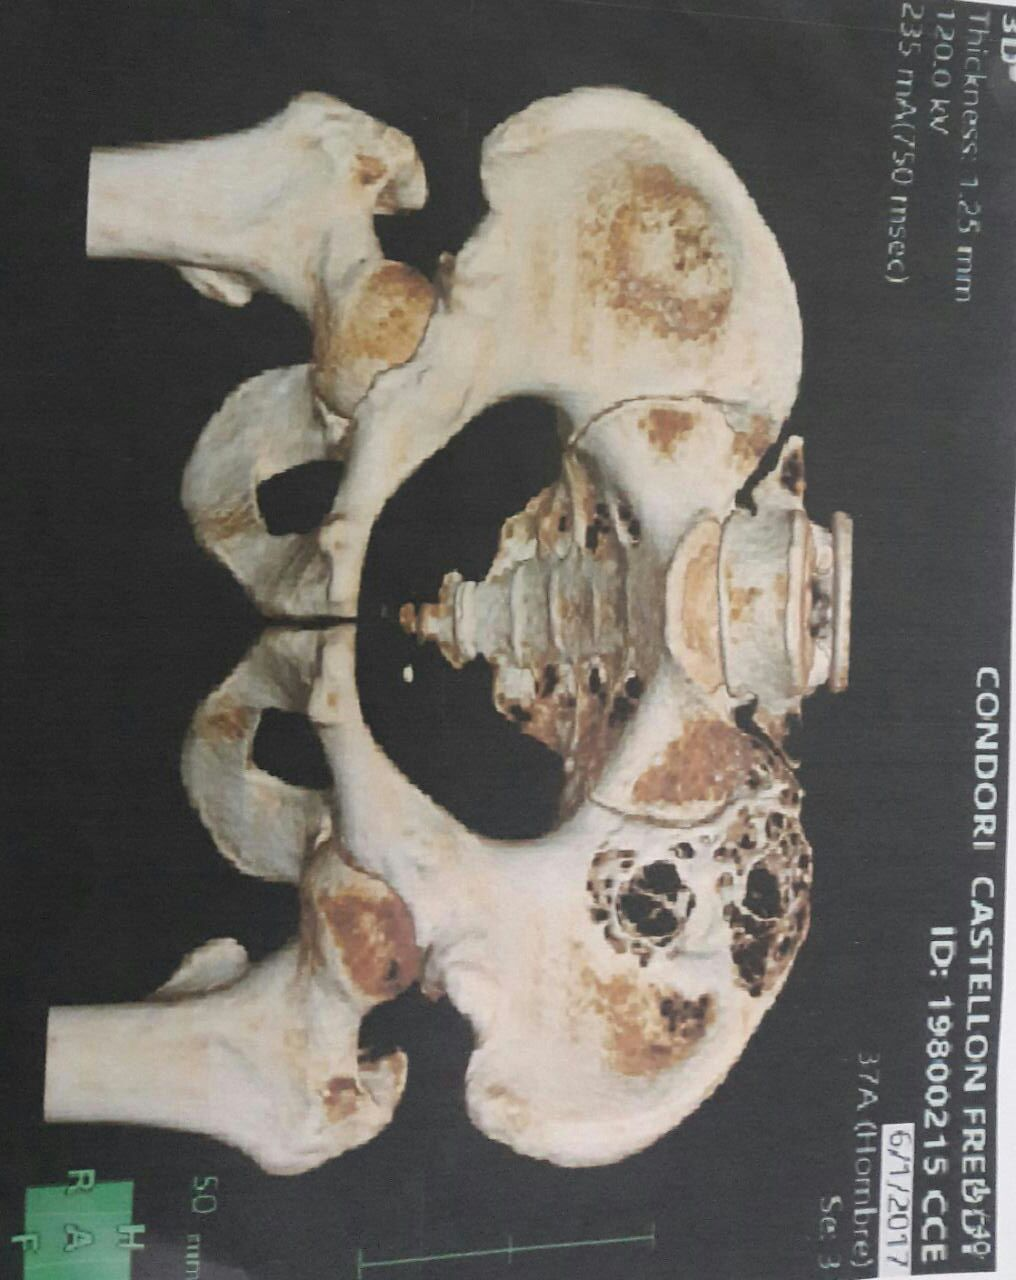 3D
Thickness: 1.25 mm
120.0 kV
235 mA(750 msec)
CONDORI CASTELLON FREDDY
ID: 19800215 CCE
6/1/2017
37A (Hombre)
Se: 3
50 mm
H
R A
F